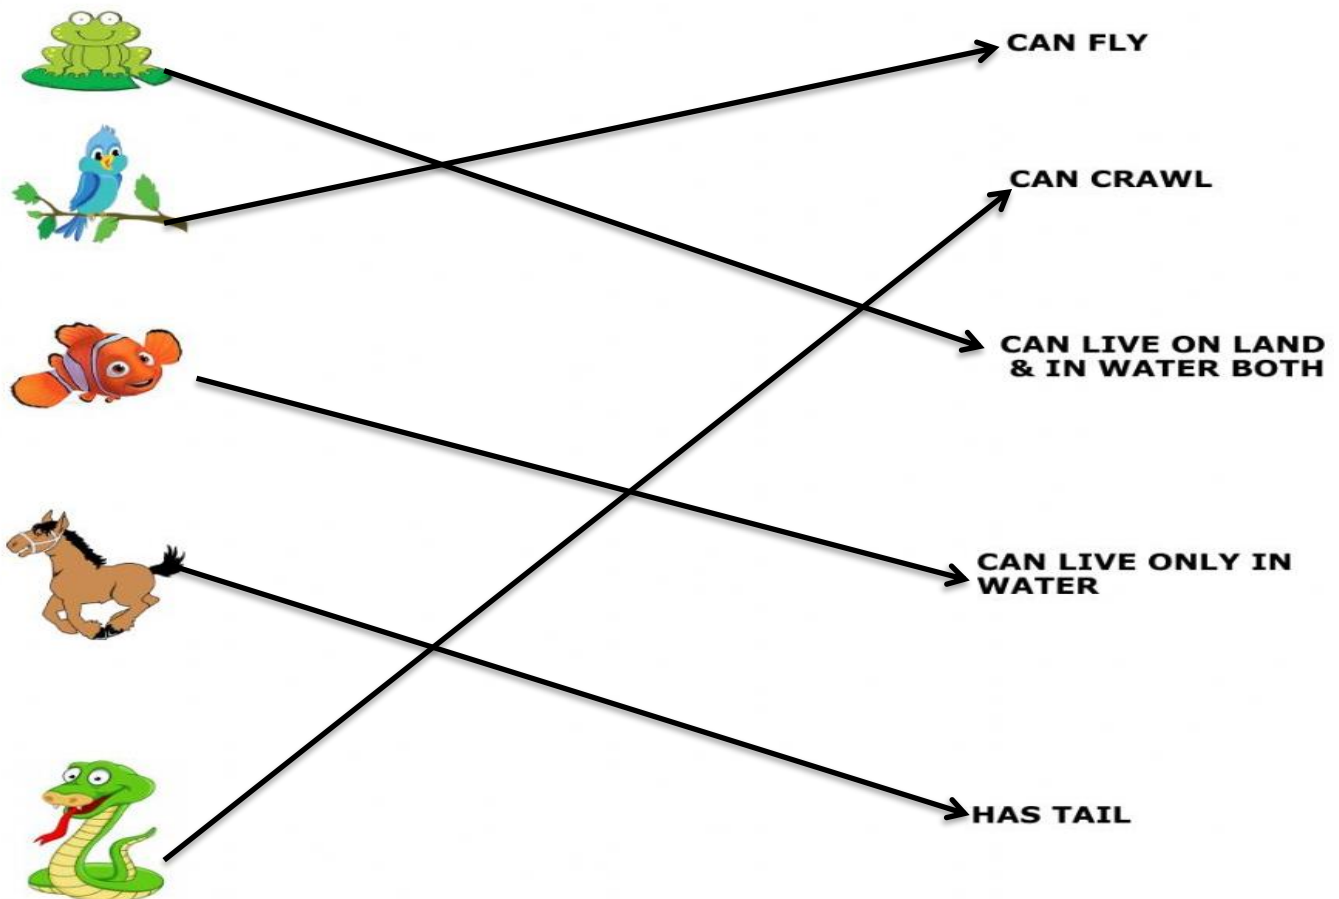 CAN FLY
CAN CRAWL
CAN LIVE ON LAND
& IN WATER BOTH
CAN LIVE ONLY IN
WATER
HAS TAIL